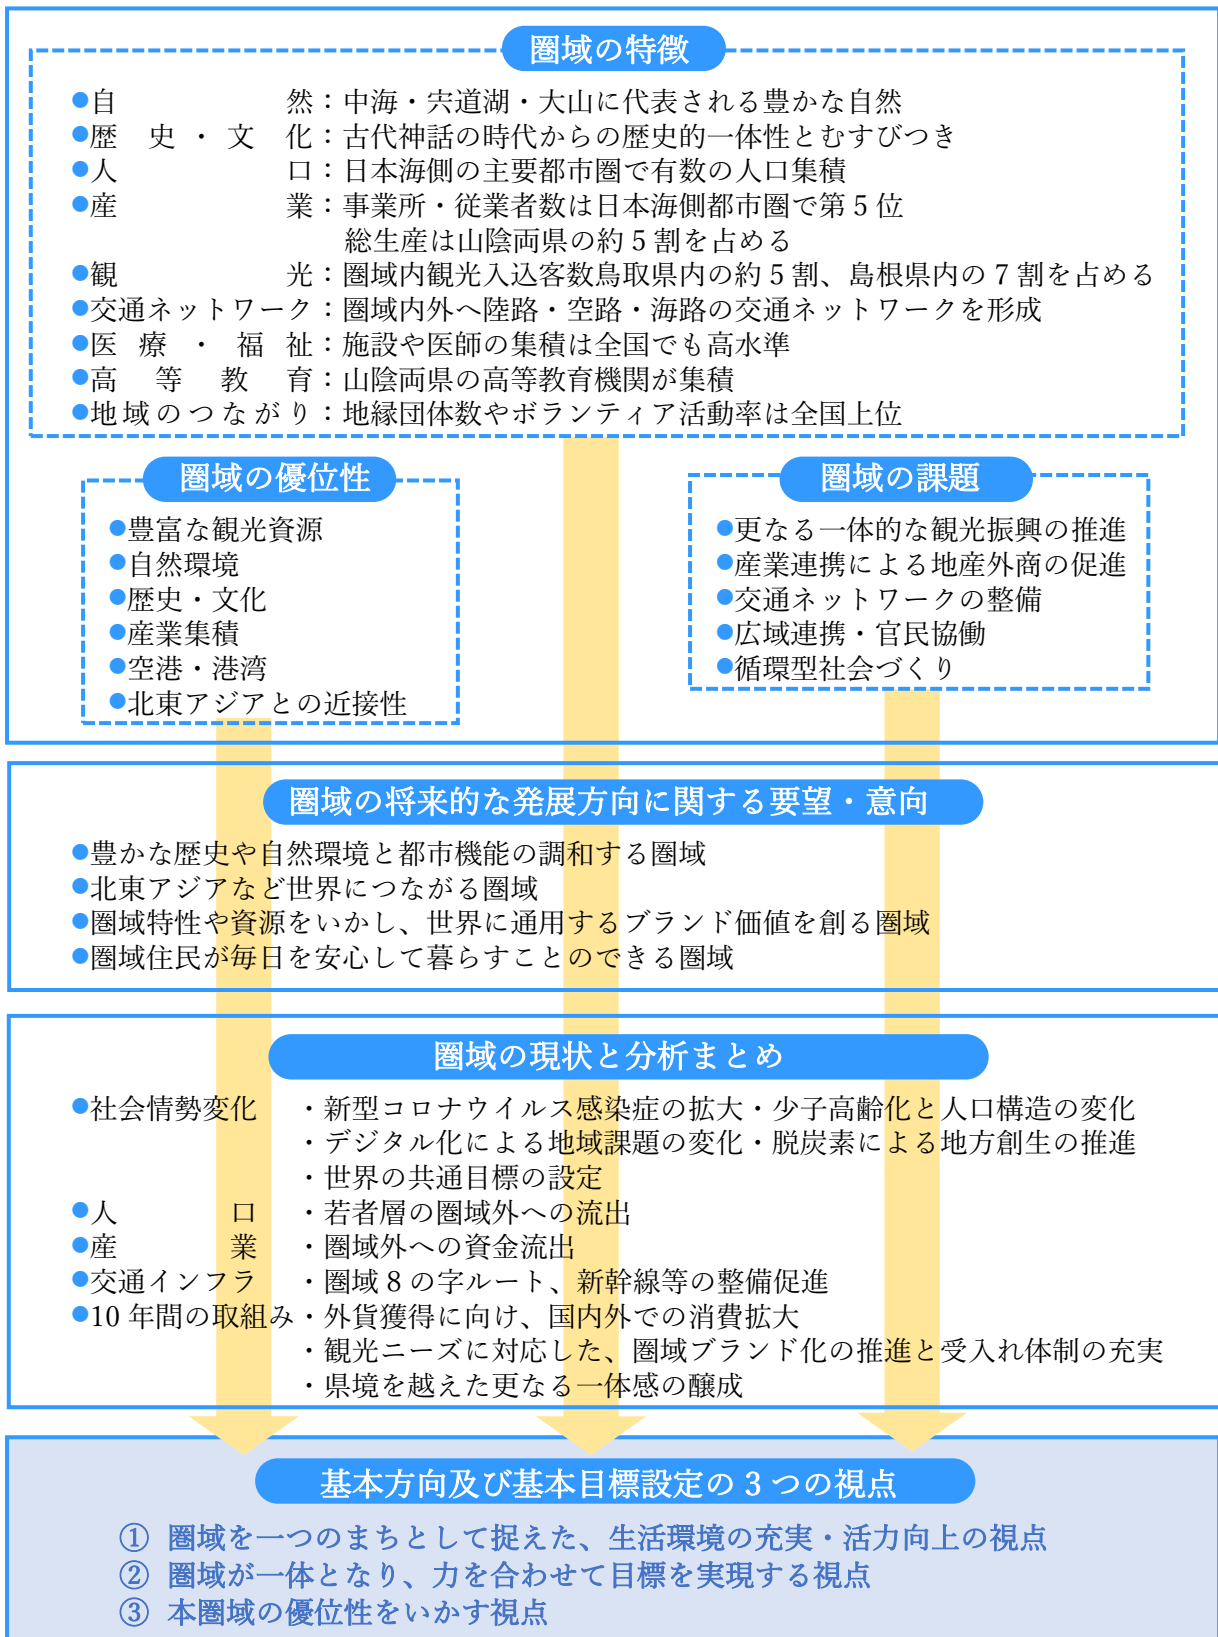 圏域の特徴
●自然：中海・宍道湖・大山に代表される豊かな自然
●歴史・文化：古代神話の時代からの歴史的一体性とむすびつき
●人口：日本海側の主要都市圏で有数の人口集積
●産業：事業所・従業者数は日本海側都市圏で第５位
総生産は山陰両県の約５割を占める
●観光：圏域内観光入込客数鳥取県内の約５割、島根県内の７割を占める
●交通ネットワーク：圏域内外へ陸路・空路・海路の交通ネットワークを形成
●医療・福祉：施設や医師の集積は全国でも高水準
●高等教育：山陰両県の高等教育機関が集積
●地域のつながり：地縁団体数やボランティア活動率は全国上位
圏域の優位性
●豊富な観光資源
●自然環境
●歴史・文化
●産業集積
●空港・港湾
●北東アジアとの近接性
圏域の課題
●更なる一体的な観光振興の推進
●産業連携による地産外商の促進
●交通ネットワークの整備
●広域連携・官民協働
●循環型社会づくり
圏域の将来的な発展方向に関する要望・意向
●豊かな歴史や自然環境と都市機能の調和する圏域
●北東アジアなど世界につながる圏域
●圏域特性や資源をいかし、世界に通用するブランド価値を創る圏域
●圏域住民が毎日を安心して暮らすことのできる圏域
圏域の現状と分析まとめ
●社会情勢変化 ・新型コロナウイルス感染症の拡大・少子高齢化と人口構造の変化
・デジタル化による地域課題の変化・脱炭素による地方創生の推進
・世界の共通目標の設定
●人口 ・若者層の圏域外への流出
●産業 ・圏域外への資金流出
●交通インフラ ・圏域８の字ルート、新幹線等の整備促進
●10 年間の取組み・外貨獲得に向け、国内外での消費拡大
・観光ニーズに対応した、圏域ブランド化の推進と受入れ体制の充実
・県境を越えた更なる一体感の醸成
基本方向及び基本目標設定の３つの視点
① 圏域を一つのまちとして捉えた、生活環境の充実・活力向上の視点
② 圏域が一体となり、力を合わせて目標を実現する視点
③ 本圏域の優位性をいかす視点